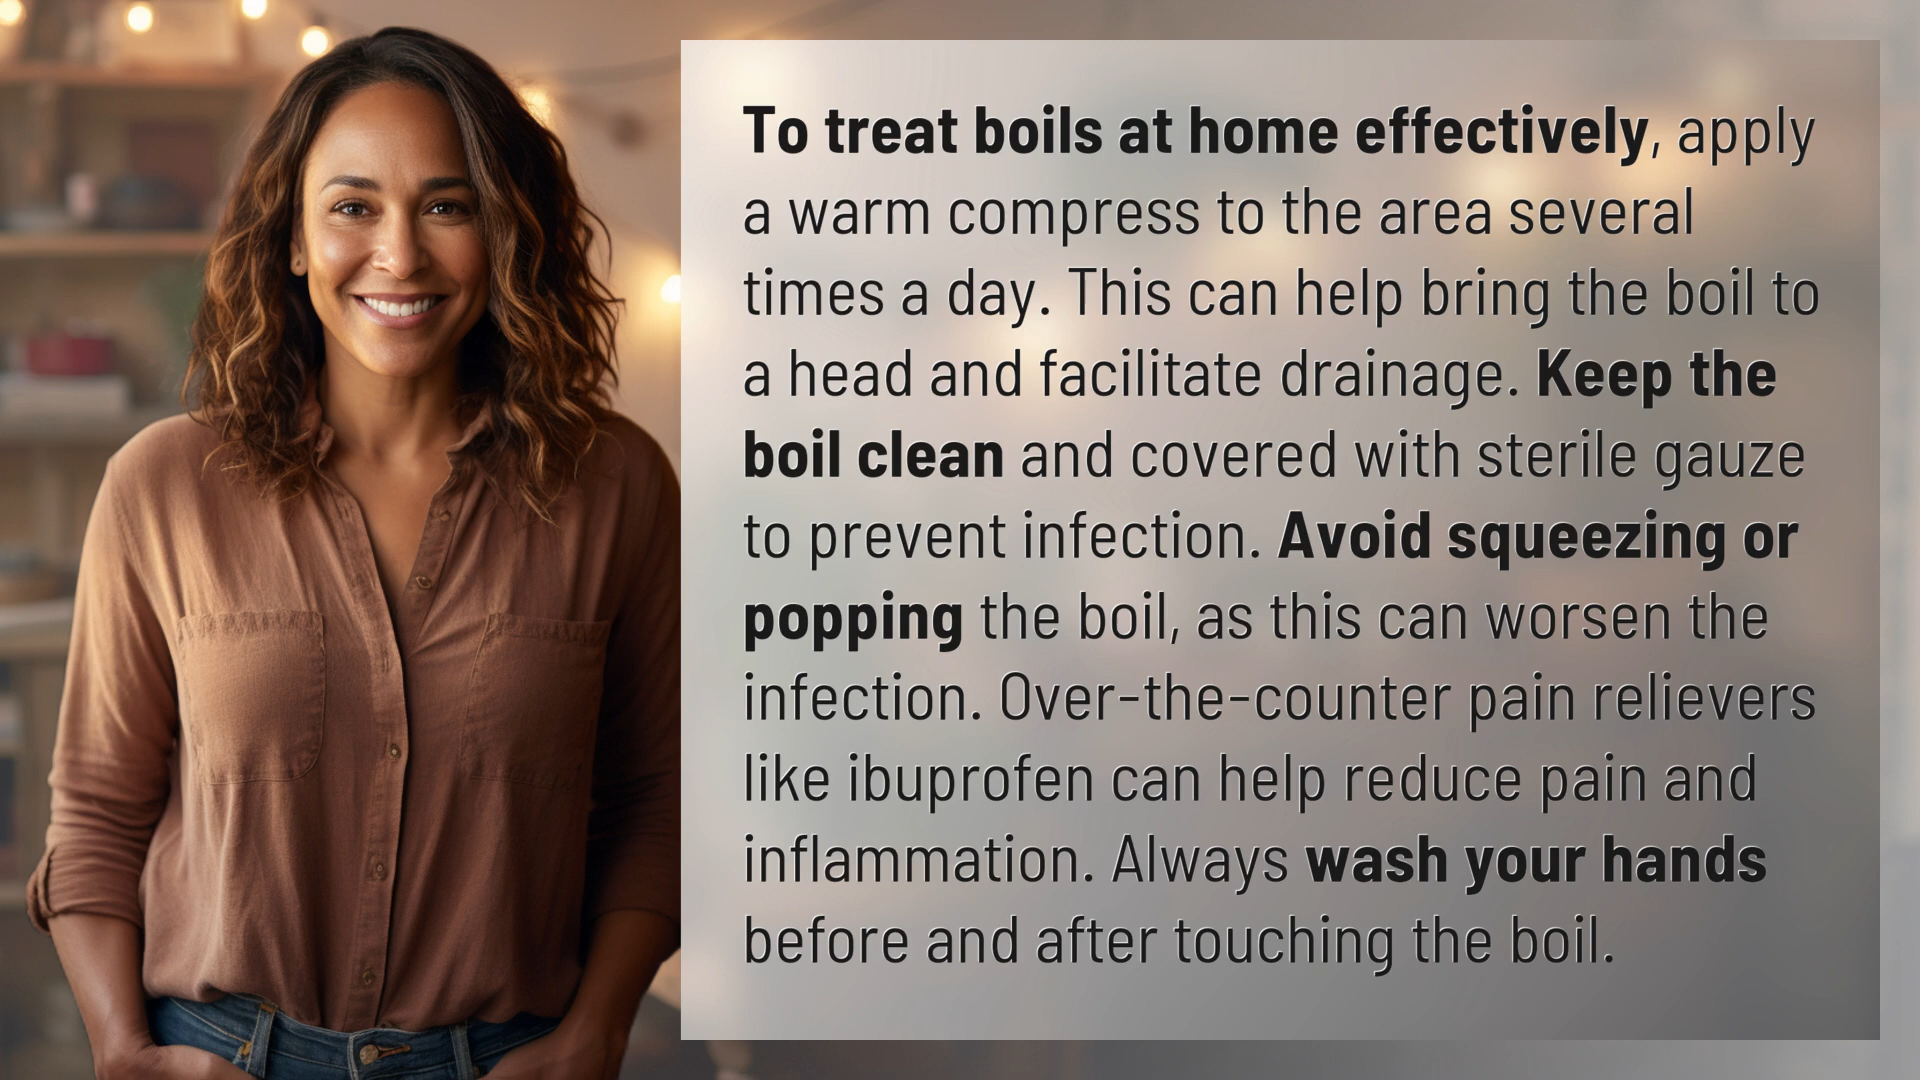 To treat boils at home effectively, apply
a warm compress to the area several
times a day. This can help bring the boil to
a head and facilitate drainage. Keep the
boil clean and covered with sterile gauze
to prevent infection. Avoid squeezing or
popping the boil, as this can worsen the
infection. Over-the-counter pain relievers
like ibuprofen can help reduce pain and
inflammation. Always wash your hands
before and after touching the boil.